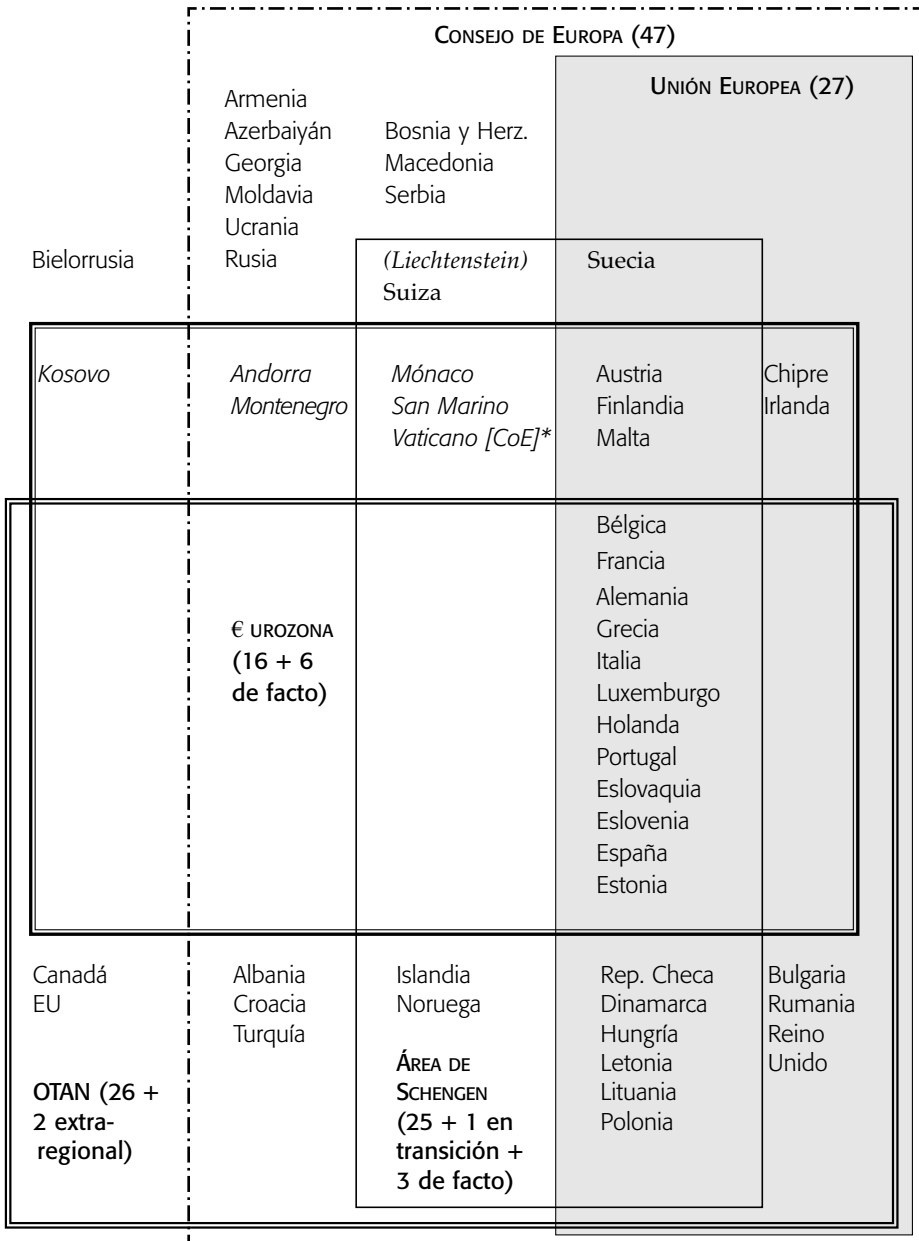 CONSEJO DE EUROPA (47)
UNIÓN EUROPEA (27)
Armenia
Azerbaiyán
Georgia
Moldavia
Ucrania
Rusia
Bosnia y Herz.
Macedonia
Serbia
Bielorrusia
(Liechtenstein)
Suiza
Suecia
Kosovo
Andorra
Montenegro
Mónaco
San Marino
Vaticano [CoE]*
Austria
Finlandia
Malta
Chipre
Irlanda
€ UROZONA
(16 + 6
de facto)
Bélgica
Francia
Alemania
Grecia
Italia
Luxemburgo
Holanda
Portugal
Eslovaquia
Eslovenia
España
Estonia
Canadá
EU
OTAN (26 +
2 extra-
regional)
Albania
Croacia
Turquía
Islandia
Noruega
ÁREA DE
SCHENGEN
(25 + 1 en
transición +
3 de facto)
Rep. Checa
Dinamarca
Hungría
Letonia
Lituania
Polonia
Bulgaria
Rumania
Reino
Unido